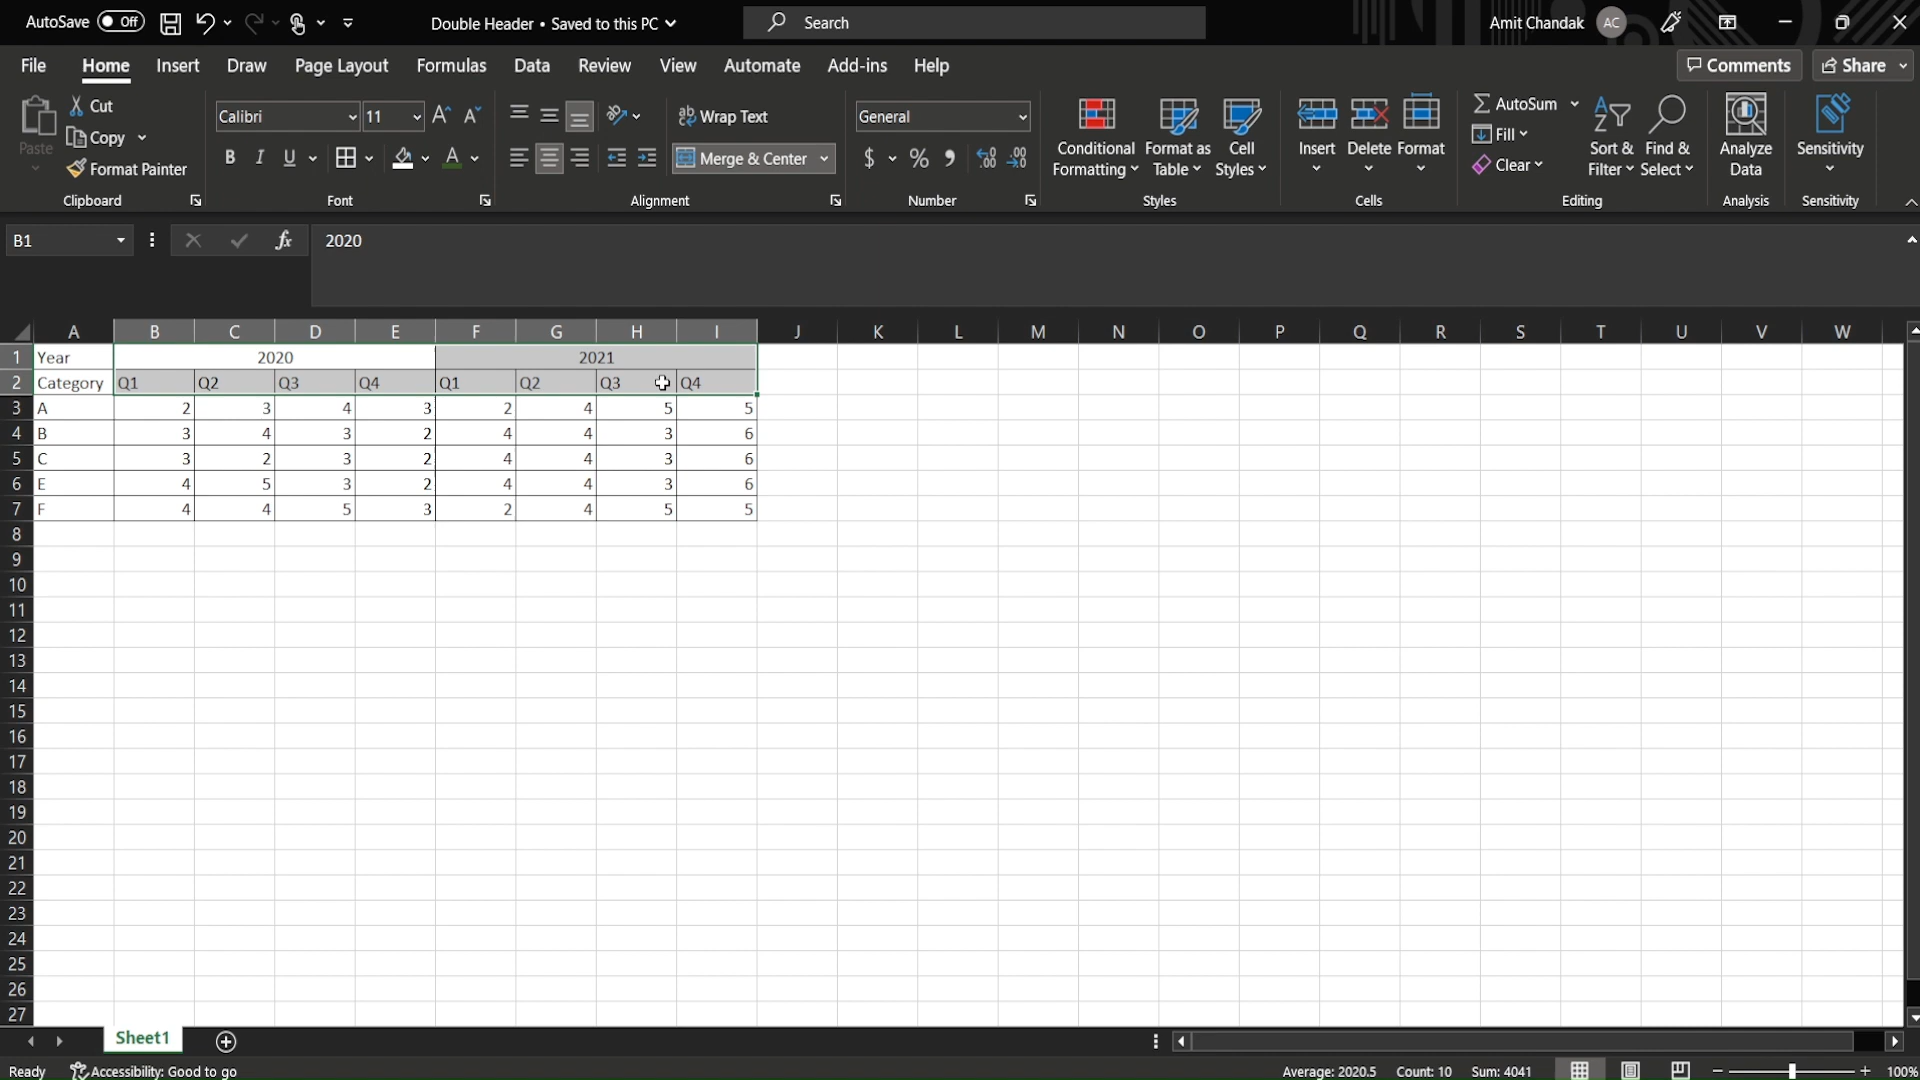 AutoSave Off Double Header • Saved to this PC Search Amit Chandak AC
File Home Insert Draw Page Layout Formulas Data Review View Automate Add-ins Help Comments Share
Paste Cut Copy Format Painter
Clipboard
Calibri 11
B I U A
Font
Wrap Text
Merge & Center
Alignment
General
$ % 9
Number
Conditional Formatting Format as Table Cell Styles
Styles
Insert Delete Format
Cells
AutoSum Fill Clear Sort & Filter Find & Select
Editing
Analyze Data
Analysis
Sensitivity
Sensitivity
B1 fx 2020
A B C D E F G H I J K L M N O P Q R S T U V W
1 Year 2020 2021
2 Category Q1 Q2 Q3 Q4 Q1 Q2 Q3 Q4
3 A 2 3 4 3 2 4 5 5
4 B 3 4 3 2 4 4 3 6
5 C 3 2 3 2 4 4 3 6
6 E 4 5 3 2 4 4 3 6
7 F 4 4 5 3 2 4 5 5
8
9
10
11
12
13
14
15
16
17
18
19
20
21
22
23
24
25
26
27
Sheet1
Ready Accessibility: Good to go Average: 2020.5 Count: 10 Sum: 4041 100%